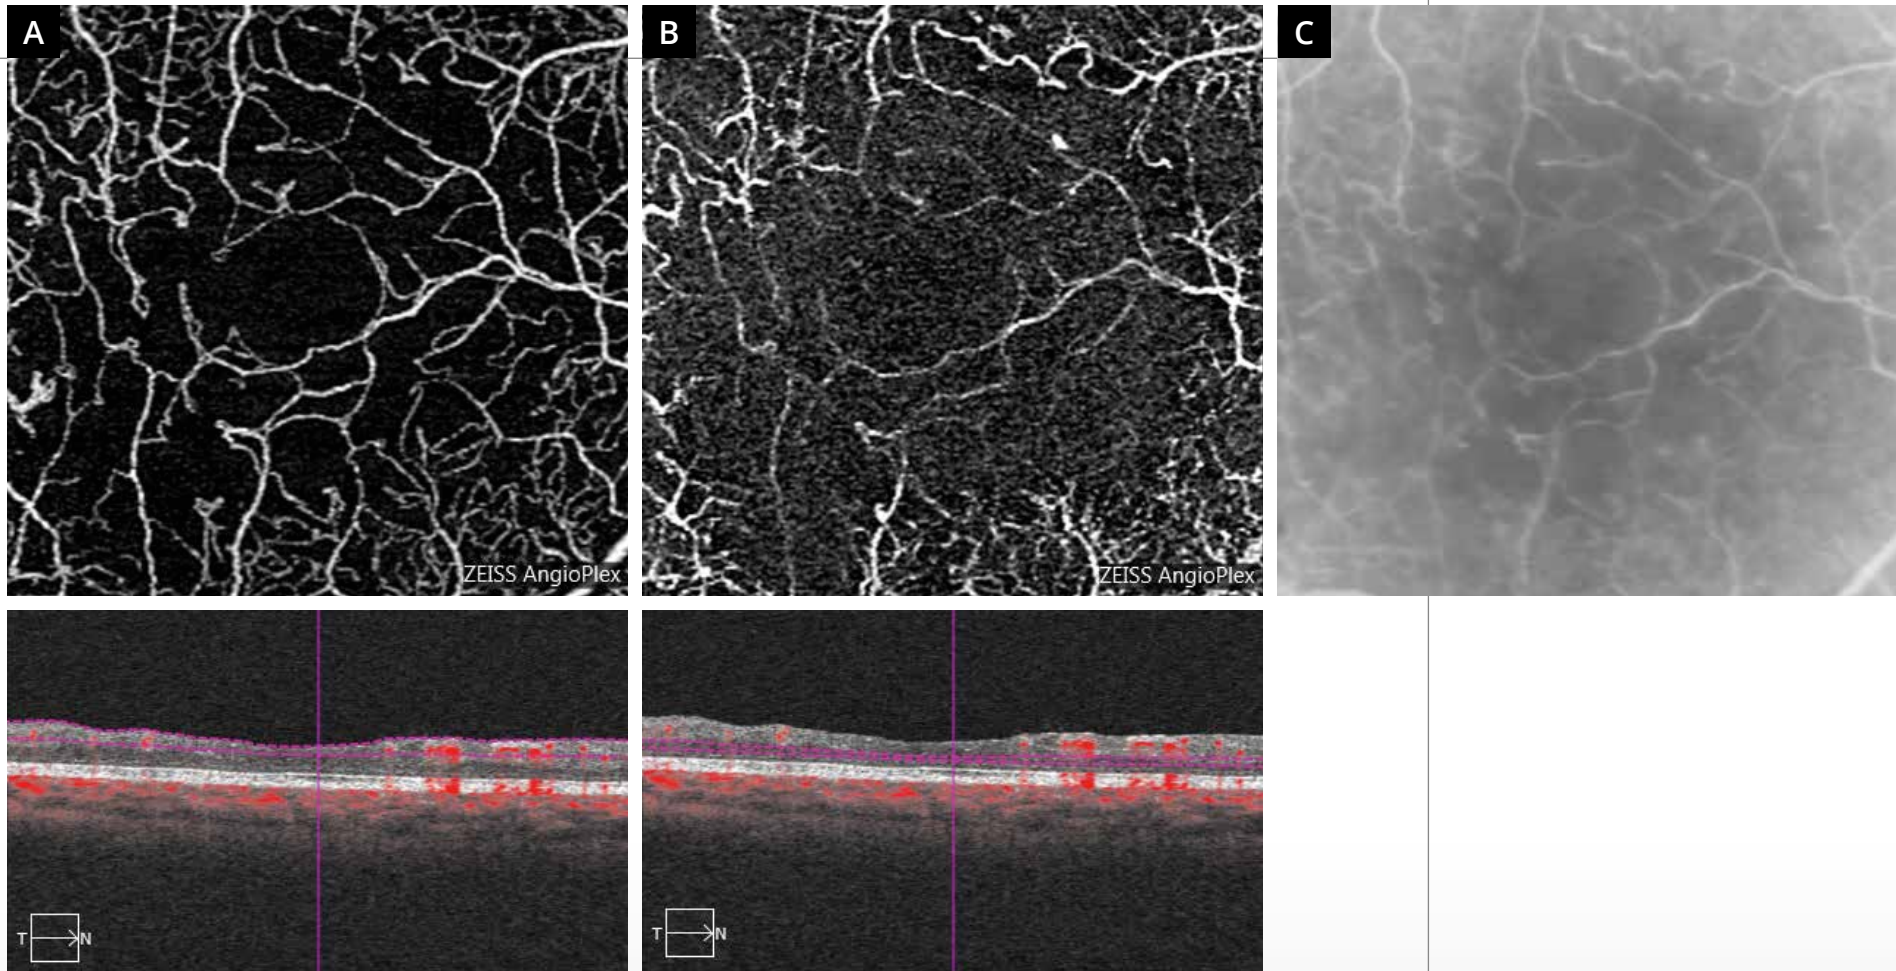 A
B
C
ZEISS AngioPlex
ZEISS AngioPlex
T N
T N